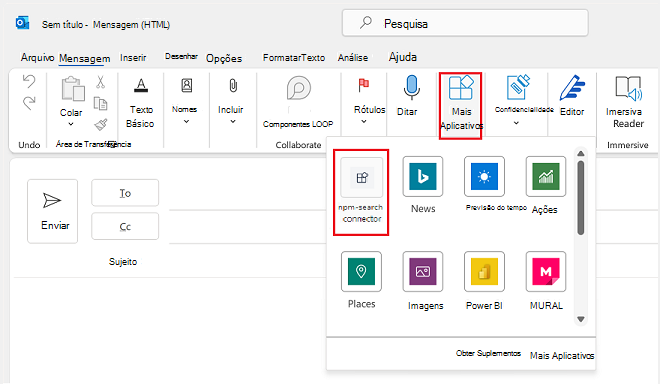 Sem título - Mensagem (HTML)
Pesquisa
Arquivo Mensagem Inserir Desenhar Opções FormatarTexto Análise Ajuda
Colar
Texto
Básico
Nomes
Incluir
Componentes LOOP
Rótulos
Ditar
Mais
Aplicativos
Confidencialidade
Editor
Imersiva
Reader
Undo
Área de Transferência
Collaborate
Immersive
Enviar
To
Cc
Sujeito
npm-search
connector
News
Previsão do tempo
Ações
Places
Imagens
Power BI
MURAL
Obter Suplementos
Mais Aplicativos